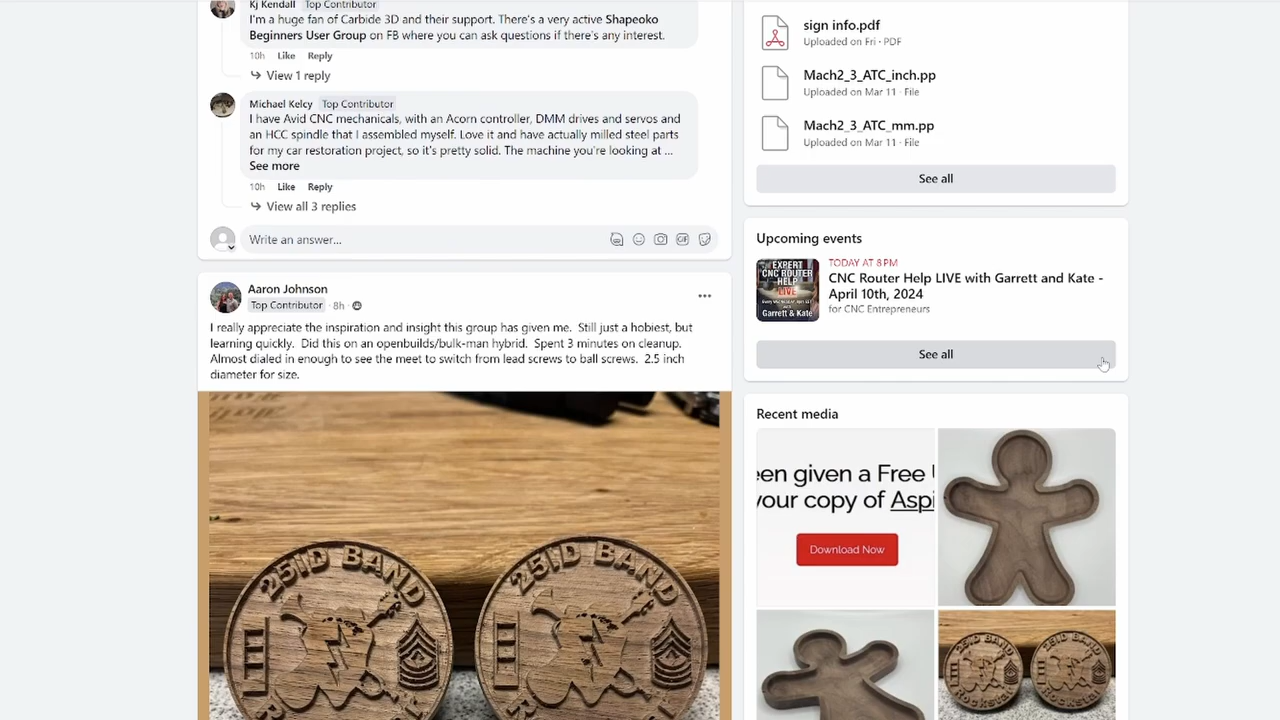 Kj Kendall Top Contributor
I'm a huge fan of Carbide 3D and their support. There's a very active Shapeoko
Beginners User Group on FB where you can ask questions if there's any interest.
10h Like Reply
View 1 reply
Michael Kelcy Top Contributor
I have Avid CNC mechanicals, with an Acorn controller, DMM drives and servos and
an HCC spindle that I assembled myself. Love it and have actually milled steel parts
for my car restoration project, so it's pretty solid. The machine you're looking at ...
See more
10h Like Reply
View all 3 replies
Write an answer...
GIF
Aaron Johnson
Top Contributor · 8h ·
I really appreciate the inspiration and insight this group has given me. Still just a hobiest, but
learning quickly. Did this on an openbuilds/bulk-man hybrid. Spent 3 minutes on cleanup.
Almost dialed in enough to see the meet to switch from lead screws to ball screws. 2.5 inch
diameter for size.
25 ID BAND
25 ID BAND
sign info.pdf
Uploaded on Fri · PDF
Mach2_3_ATC_inch.pp
Uploaded on Mar 11 · File
Mach2_3_ATC_mm.pp
Uploaded on Mar 11 · File
See all
Upcoming events
EXPERT
CNC ROUTER
HELP
LIVE
Garrett & Kate
TODAY AT 8 PM
CNC Router Help LIVE with Garrett and Kate -
April 10th, 2024
for CNC Entrepreneurs
See all
Recent media
een given a Free
your copy of Aspi
Download Now
25 ID BAND
25 ID BAND